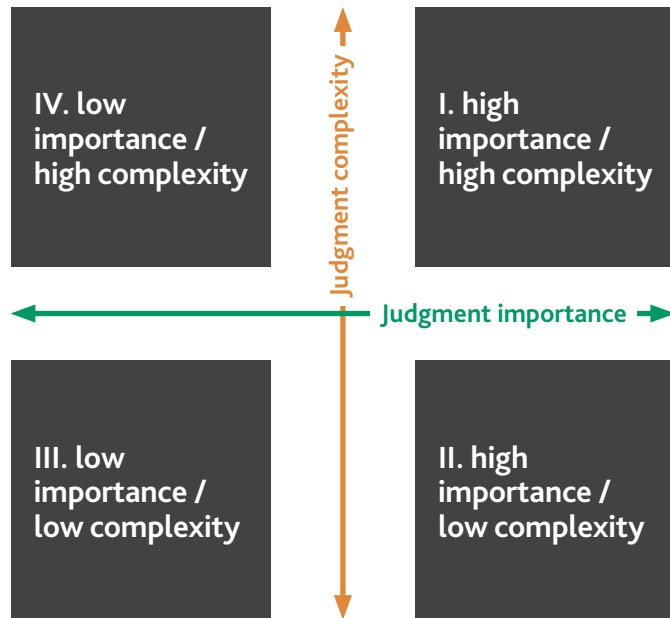 IV. low
importance /
high complexity
Judgment complexity
I. high
importance /
high complexity
Judgment importance
III. low
importance /
low complexity
II. high
importance /
low complexity